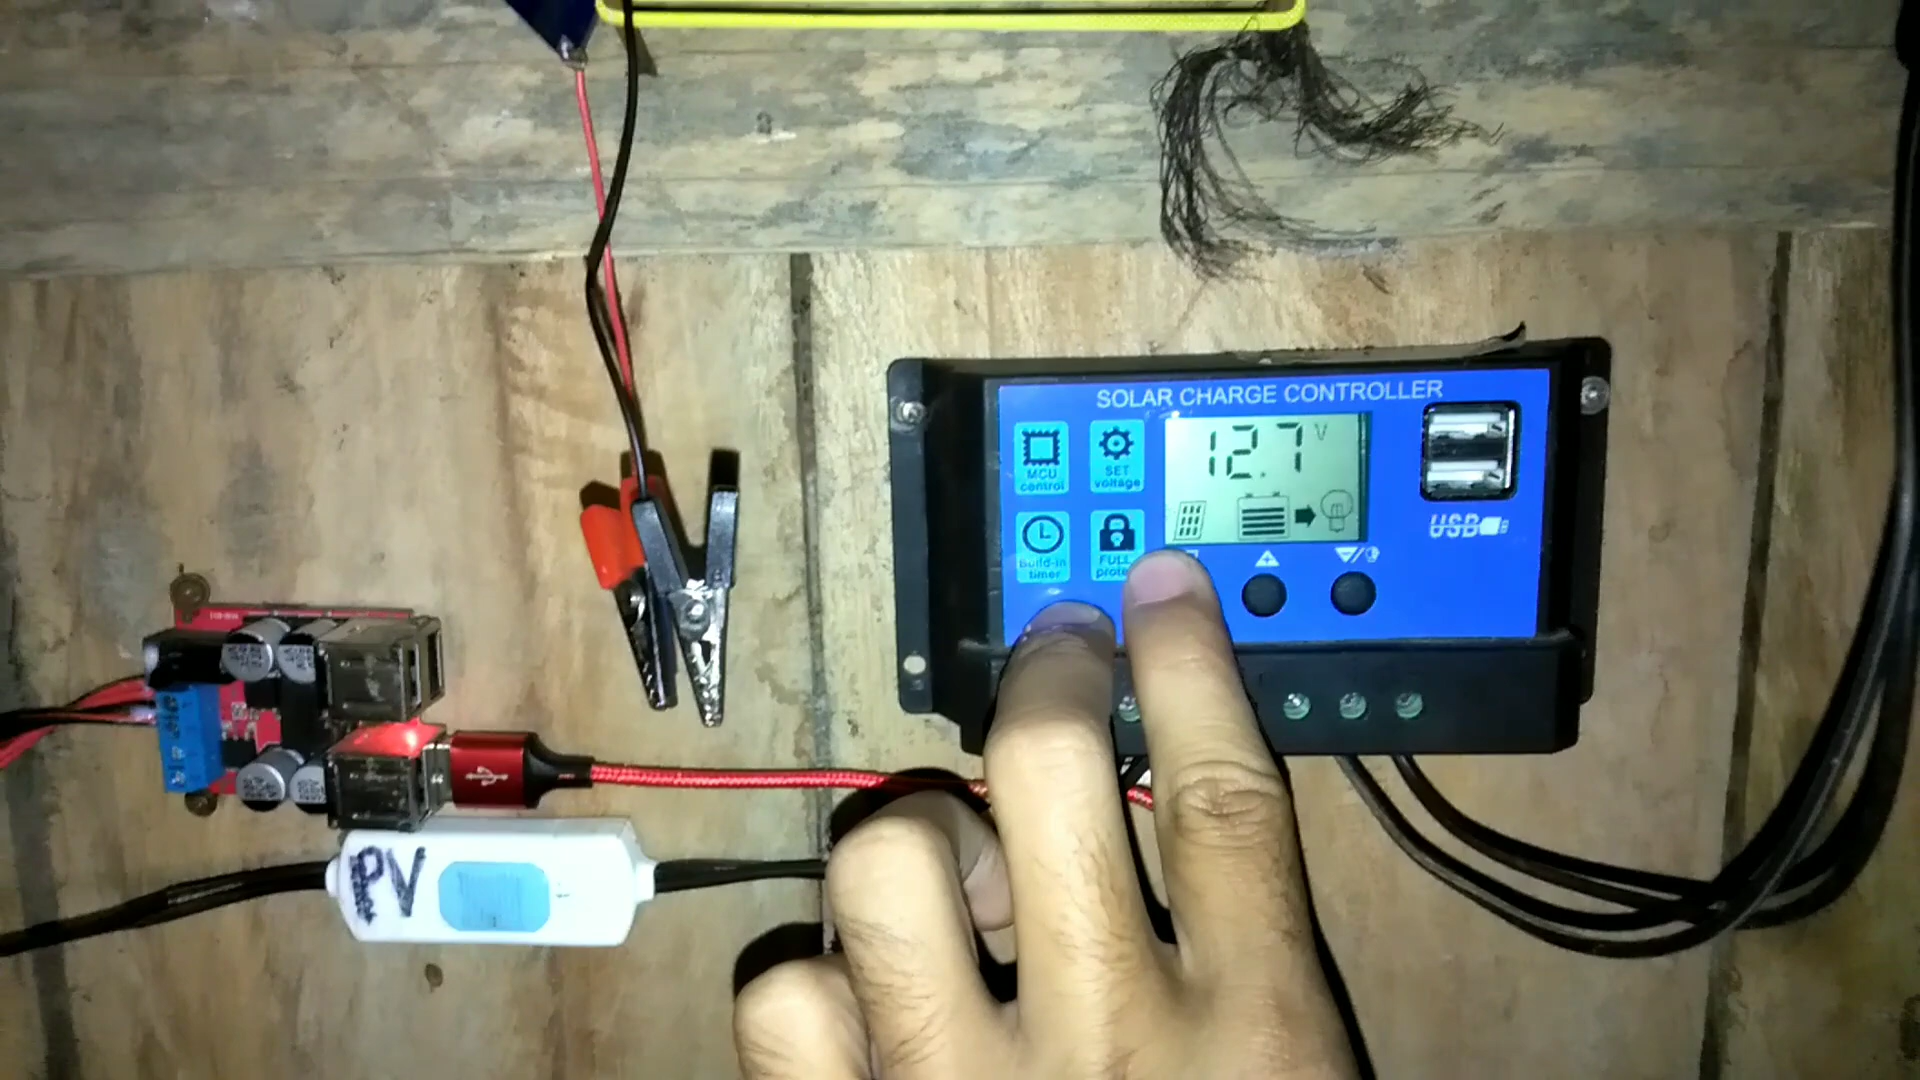 SOLAR CHARGE CONTROLLER
MCU
control
SET
voltage
12.7 V
Build-in
timer
FULL
USB
PV